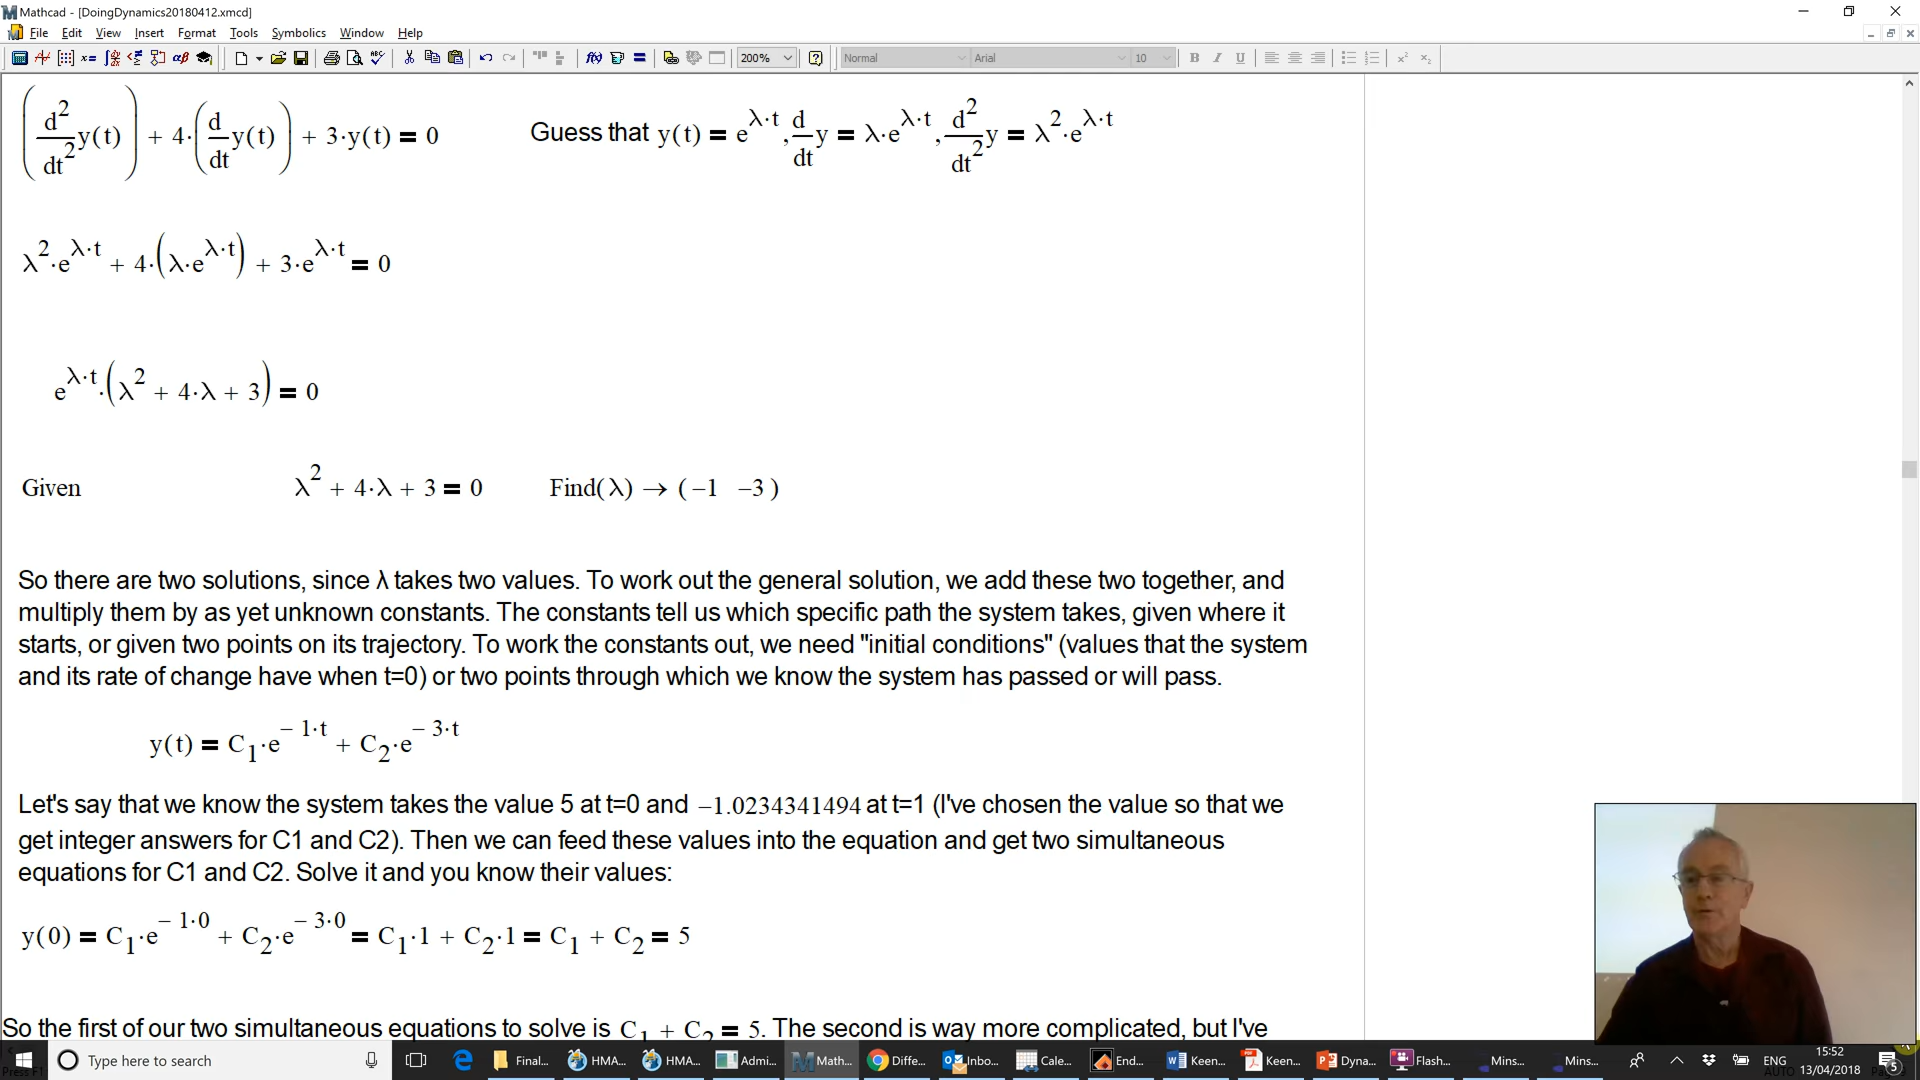 Mathcad - [DoingDynamics20180412.xmcd]
File Edit View Insert Format Tools Symbolics Window Help
200% Normal Arial 10 B I U
(d²/dt² y(t)) + 4·(d/dt y(t)) + 3·y(t) = 0 Guess that y(t) = e^λ·t, d/dt y = λ·e^λ·t, d²/dt² y = λ²·e^λ·t
λ²·e^λ·t + 4·(λ·e^λ·t) + 3·e^λ·t = 0
e^λ·t·(λ² + 4·λ + 3) = 0
Given λ² + 4·λ + 3 = 0 Find(λ) → (−1 −3)
So there are two solutions, since λ takes two values. To work out the general solution, we add these two together, and
multiply them by as yet unknown constants. The constants tell us which specific path the system takes, given where it
starts, or given two points on its trajectory. To work the constants out, we need "initial conditions" (values that the system
and its rate of change have when t=0) or two points through which we know the system has passed or will pass.
y(t) = C₁·e^−1·t + C₂·e^−3·t
Let's say that we know the system takes the value 5 at t=0 and −1.0234341494 at t=1 (I've chosen the value so that we
get integer answers for C1 and C2). Then we can feed these values into the equation and get two simultaneous
equations for C1 and C2. Solve it and you know their values:
y(0) = C₁·e^−1·0 + C₂·e^−3·0 = C₁·1 + C₂·1 = C₁ + C₂ = 5
So the first of our two simultaneous equations to solve is C₁ + C₂ = 5. The second is way more complicated, but I've
Type here to search Final... HMA... HMA... Admi... Math... Diffe... Inbo... Cale... End... Keen... Keen... Dyna... Flash... Mins... Mins... ENG 15:52
13/04/2018 5